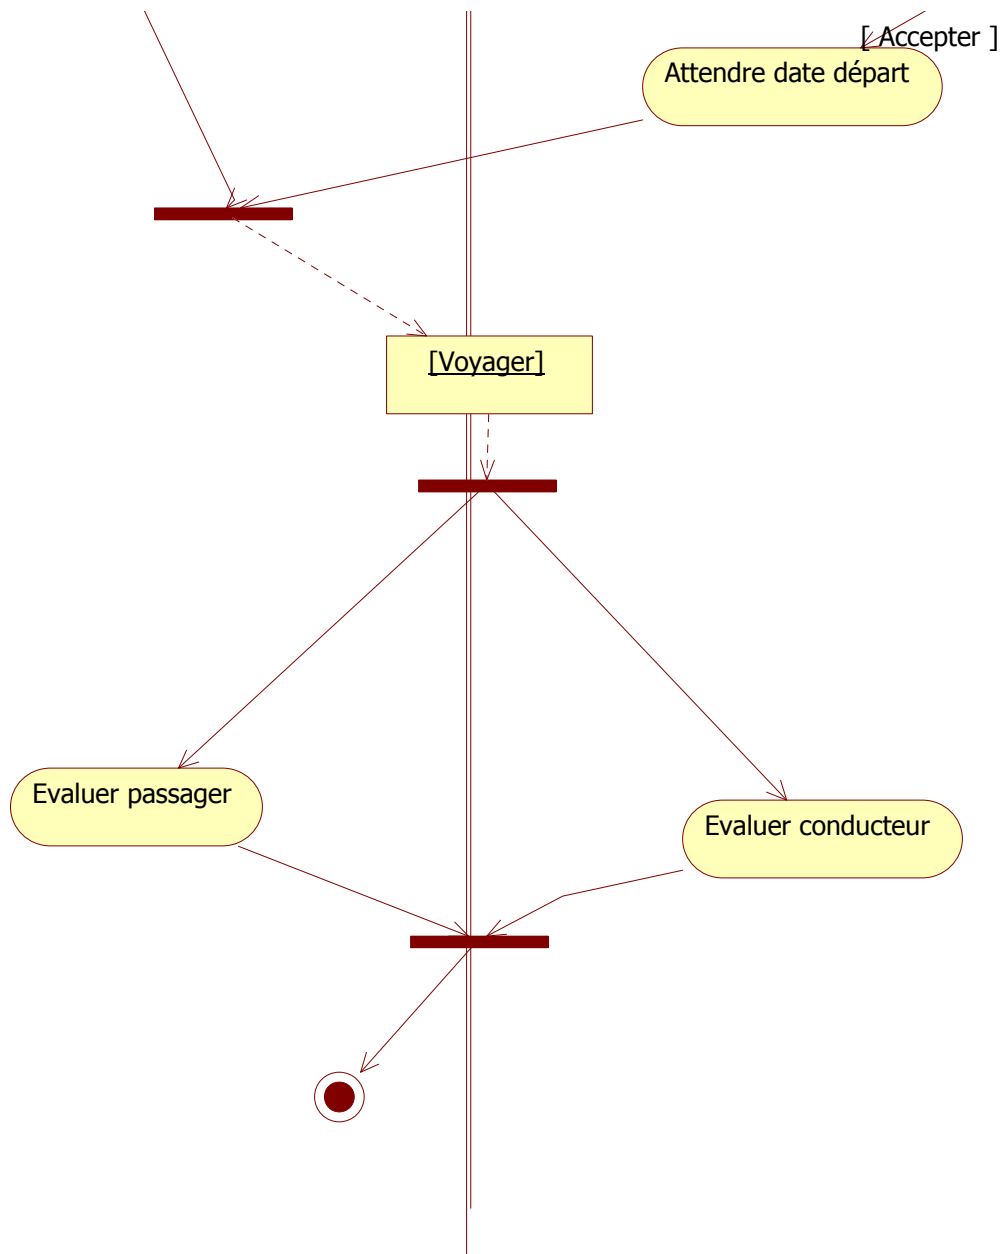 [ Accepter ]
Attendre date départ
[Voyager]
Evaluer passager
Evaluer conducteur